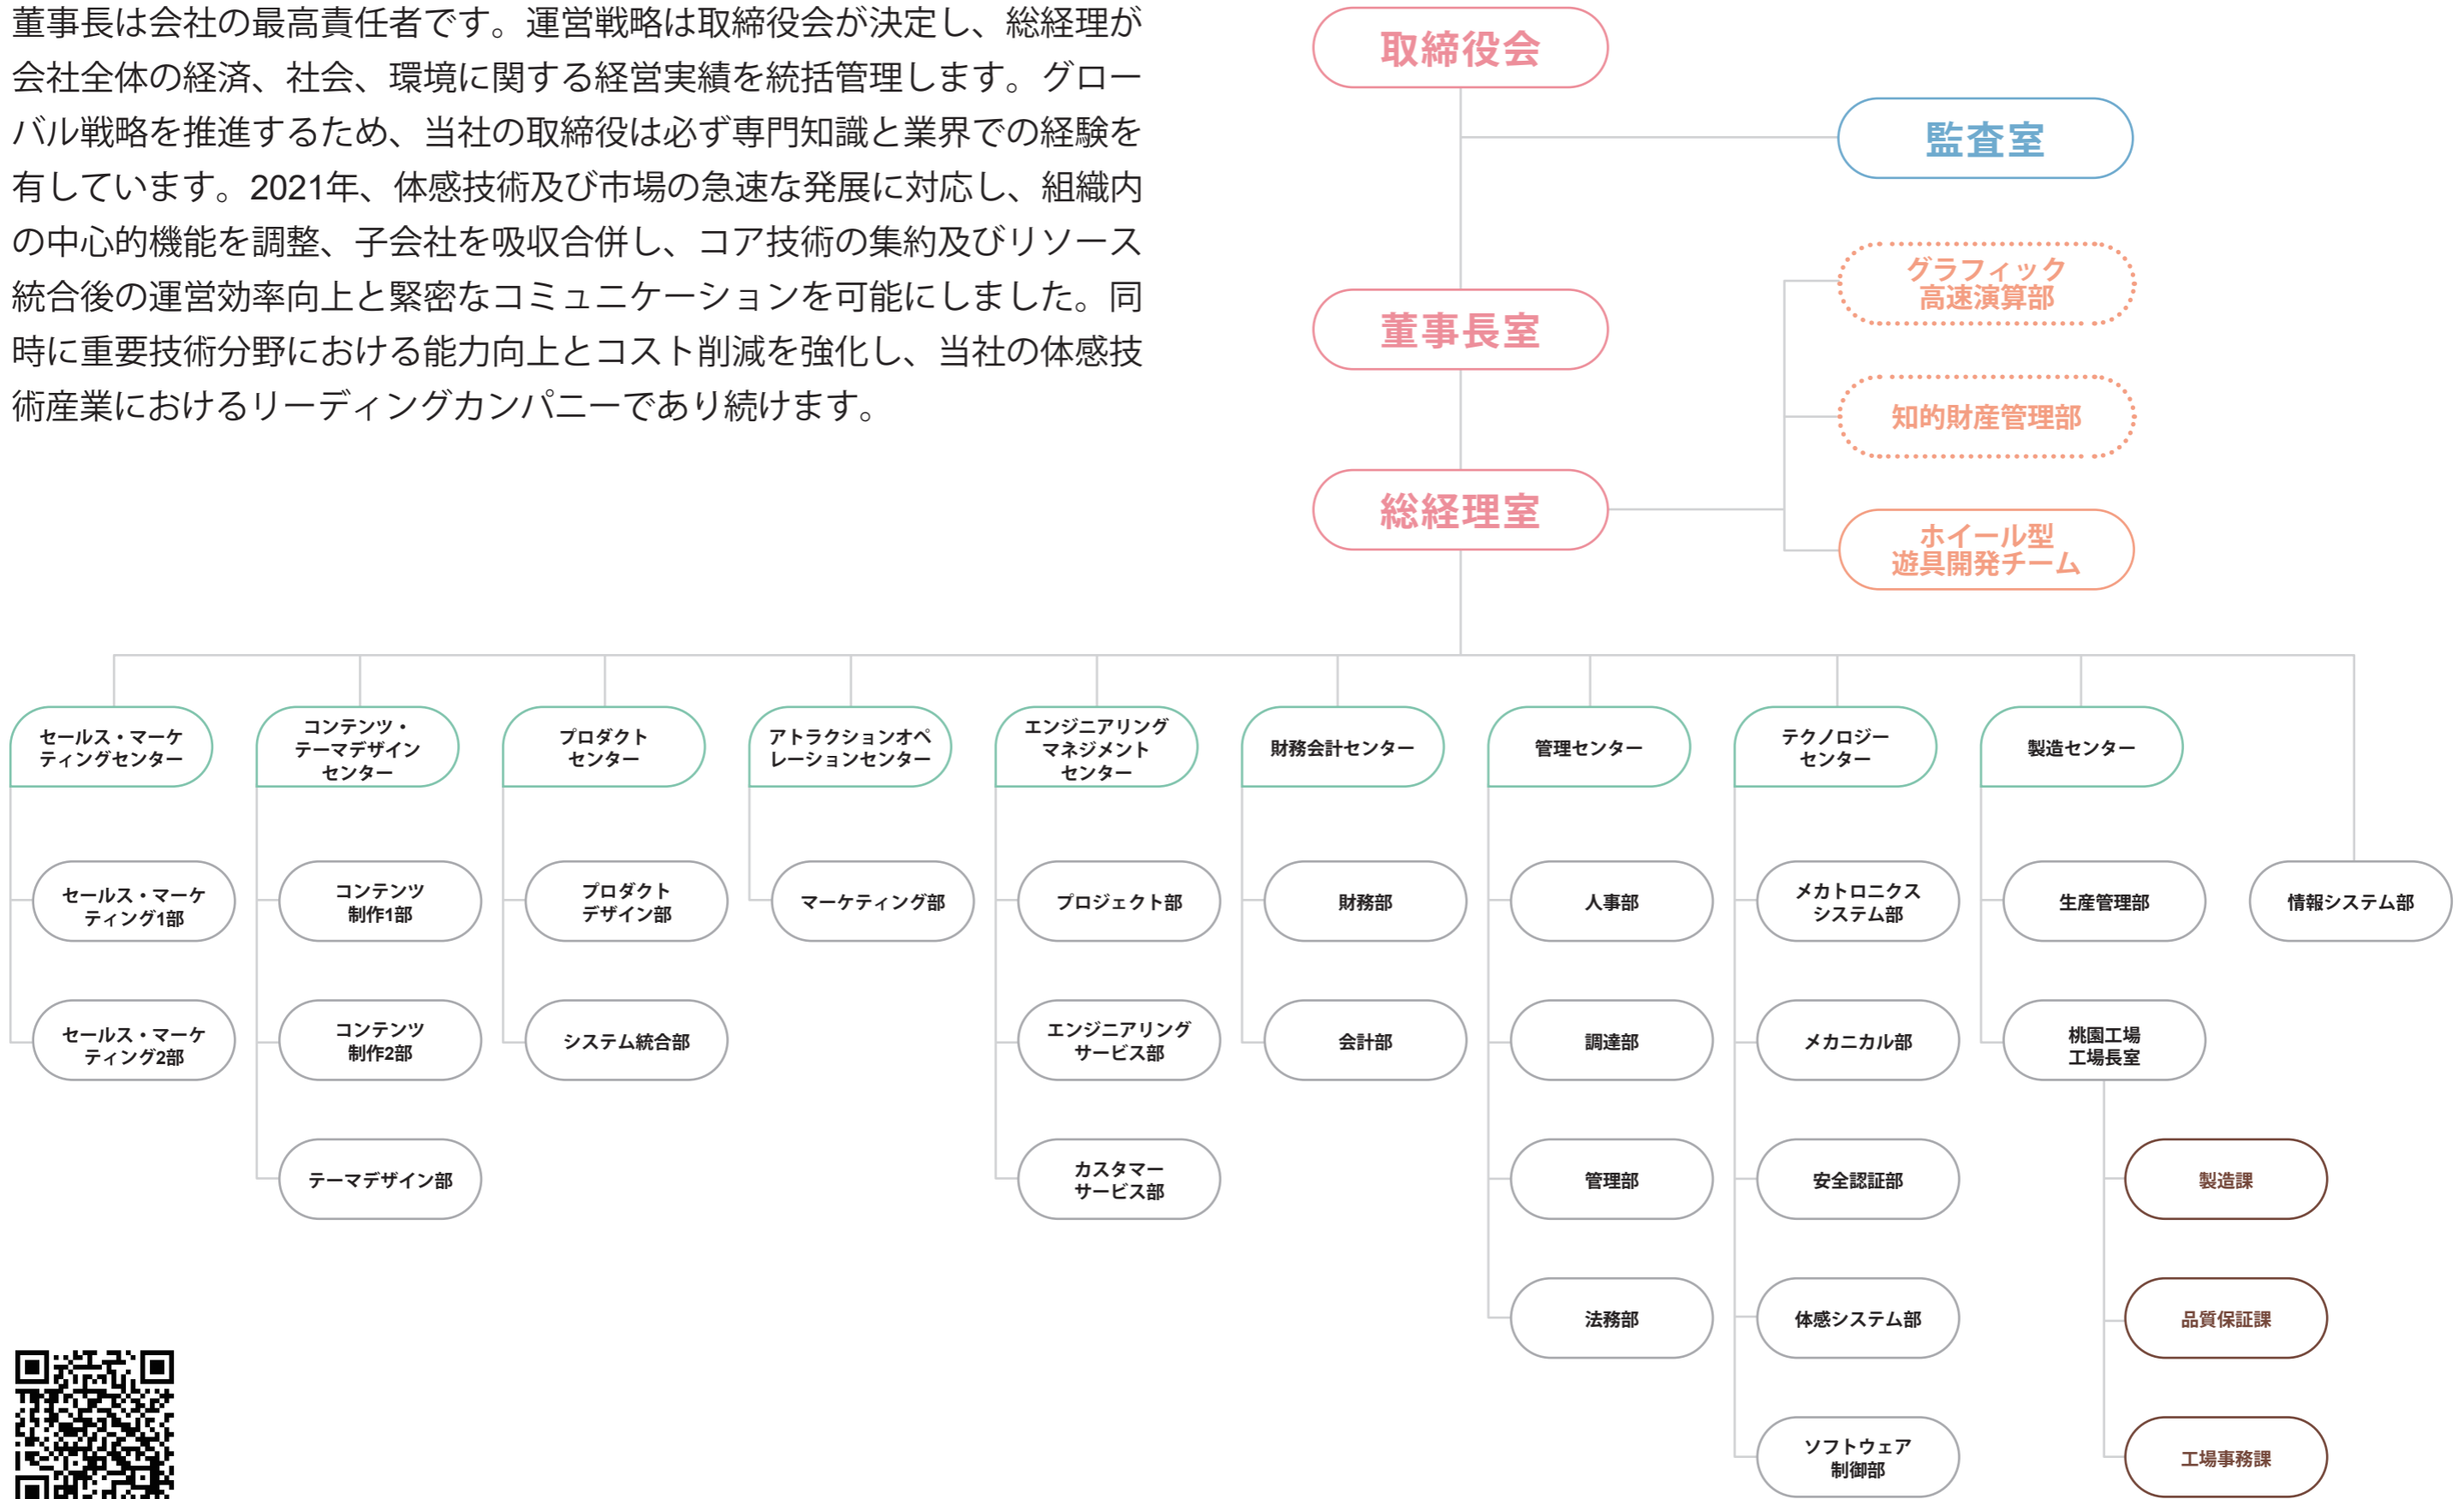 董事長は会社の最高責任者です。運営戦略は取締役会が決定し、総経理が
会社全体の経済、社会、環境に関する経営実績を統括管理します。グロー
バル戦略を推進するため、当社の取締役は必ず専門知識と業界での経験を
有しています。2021年、体感技術及び市場の急速な発展に対応し、組織内
の中心的機能を調整、子会社を吸収合併し、コア技術の集約及びリソース
統合後の運営効率向上と緊密なコミュニケーションを可能にしました。同
時に重要技術分野における能力向上とコスト削減を強化し、当社の体感技
術産業におけるリーディングカンパニーであり続けます。
取締役会
監査室
董事長室
総経理室
グラフィック
高速演算部
知的財産管理部
ホイール型
遊具開発チーム
セールス・マーケ
ティングセンター
セールス・マーケ
ティング1部
セールス・マーケ
ティング2部
コンテンツ・
テーマデザイン
センター
コンテンツ
制作1部
コンテンツ
制作2部
テーマデザイン部
プロダクト
センター
プロダクト
デザイン部
システム統合部
アトラクションオペ
レーションセンター
マーケティング部
エンジニアリング
マネジメント
センター
プロジェクト部
エンジニアリング
サービス部
カスタマー
サービス部
財務会計センター
財務部
会計部
管理センター
人事部
調達部
管理部
法務部
テクノロジー
センター
メカトロニクス
システム部
メカニカル部
安全認証部
体感システム部
ソフトウェア
制御部
製造センター
生産管理部
桃園工場
工場長室
製造課
品質保証課
工場事務課
情報システム部